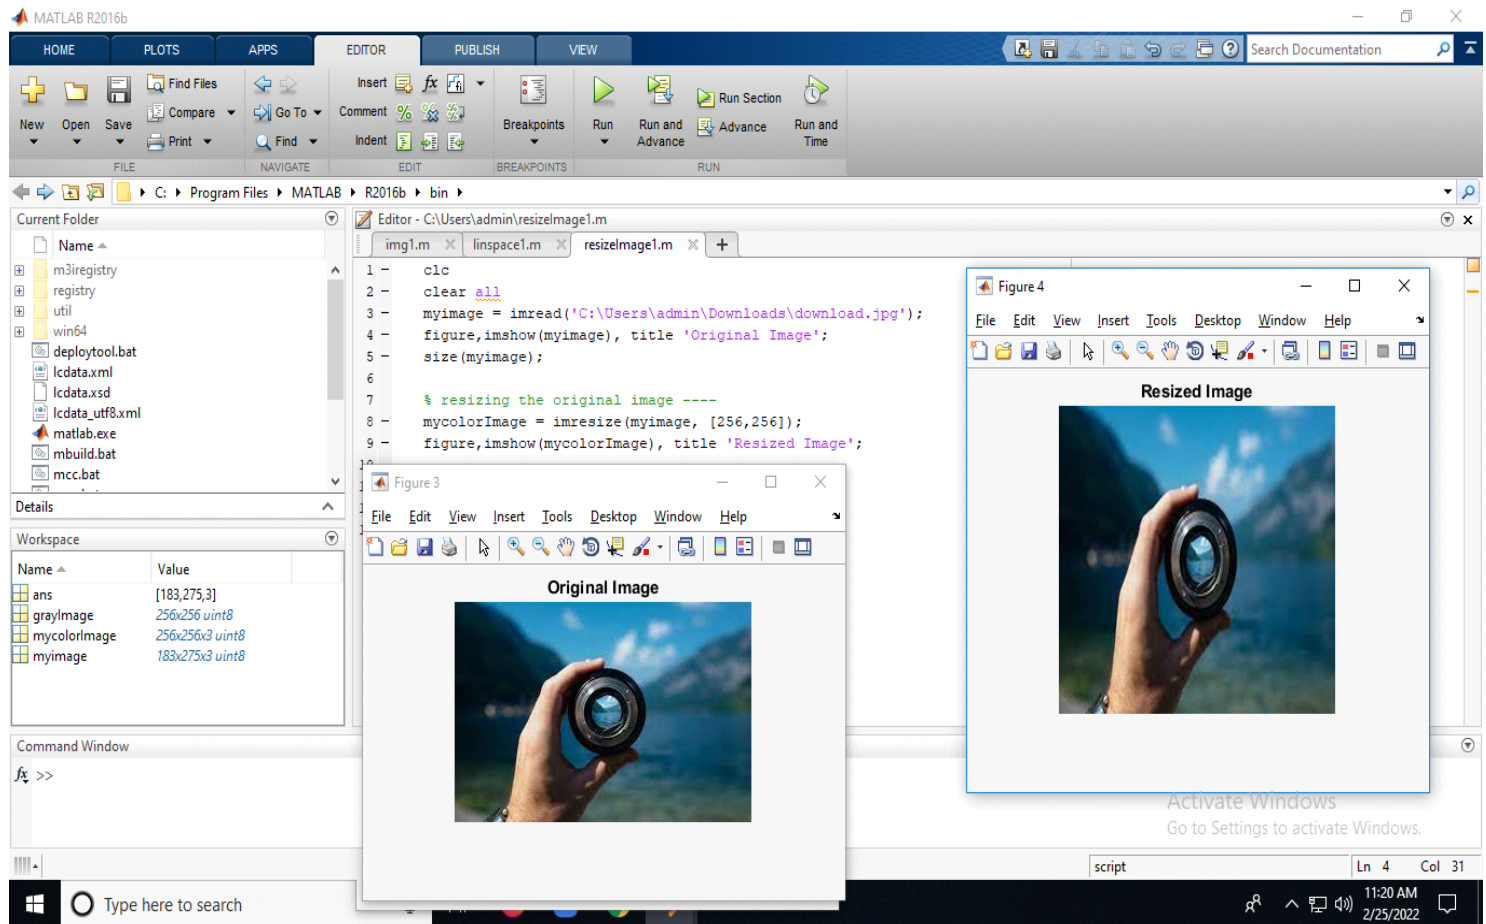 MATLAB R2016b
HOME PLOTS APPS EDITOR PUBLISH VIEW
Search Documentation
New Open Save
Find Files
Compare
Print
Go To
Find
Insert
Comment
Indent
fx
Breakpoints
Run
Run and Advance
Run Section
Advance
Run and Time
FILE NAVIGATE EDIT BREAKPOINTS RUN
C: Program Files MATLAB R2016b bin
Current Folder
Name
m3iregistry
registry
util
win64
deploytool.bat
lcdata.xml
lcdata.xsd
lcdata_utf8.xml
matlab.exe
mbuild.bat
mcc.bat
Details
Workspace
Name Value
ans [183,275,3]
grayImage 256x256 uint8
mycolorImage 256x256x3 uint8
myimage 183x275x3 uint8
Editor - C:\Users\admin\resizeImage1.m
img1.m linspace1.m resizeImage1.m
1 - clc
2 - clear all
3 - myimage = imread('C:\Users\admin\Downloads\download.jpg');
4 - figure,imshow(myimage), title 'Original Image';
5 - size(myimage);
6
7 % resizing the original image ----
8 - mycolorImage = imresize(myimage, [256,256]);
9 - figure,imshow(mycolorImage), title 'Resized Image';
Figure 3
File Edit View Insert Tools Desktop Window Help
Original Image
Figure 4
File Edit View Insert Tools Desktop Window Help
Resized Image
Command Window
fx >>
Activate Windows
Go to Settings to activate Windows.
script Ln 4 Col 31
Type here to search
11:20 AM
2/25/2022